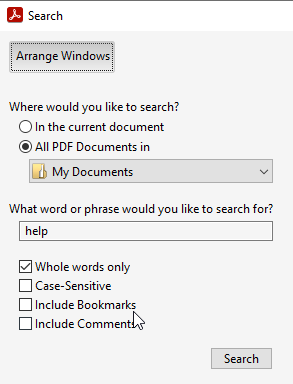 Search
Arrange Windows
Where would you like to search?
In the current document
All PDF Documents in
My Documents
What word or phrase would you like to search for?
help
Whole words only
Case-Sensitive
Include Bookmarks
Include Comments
Search